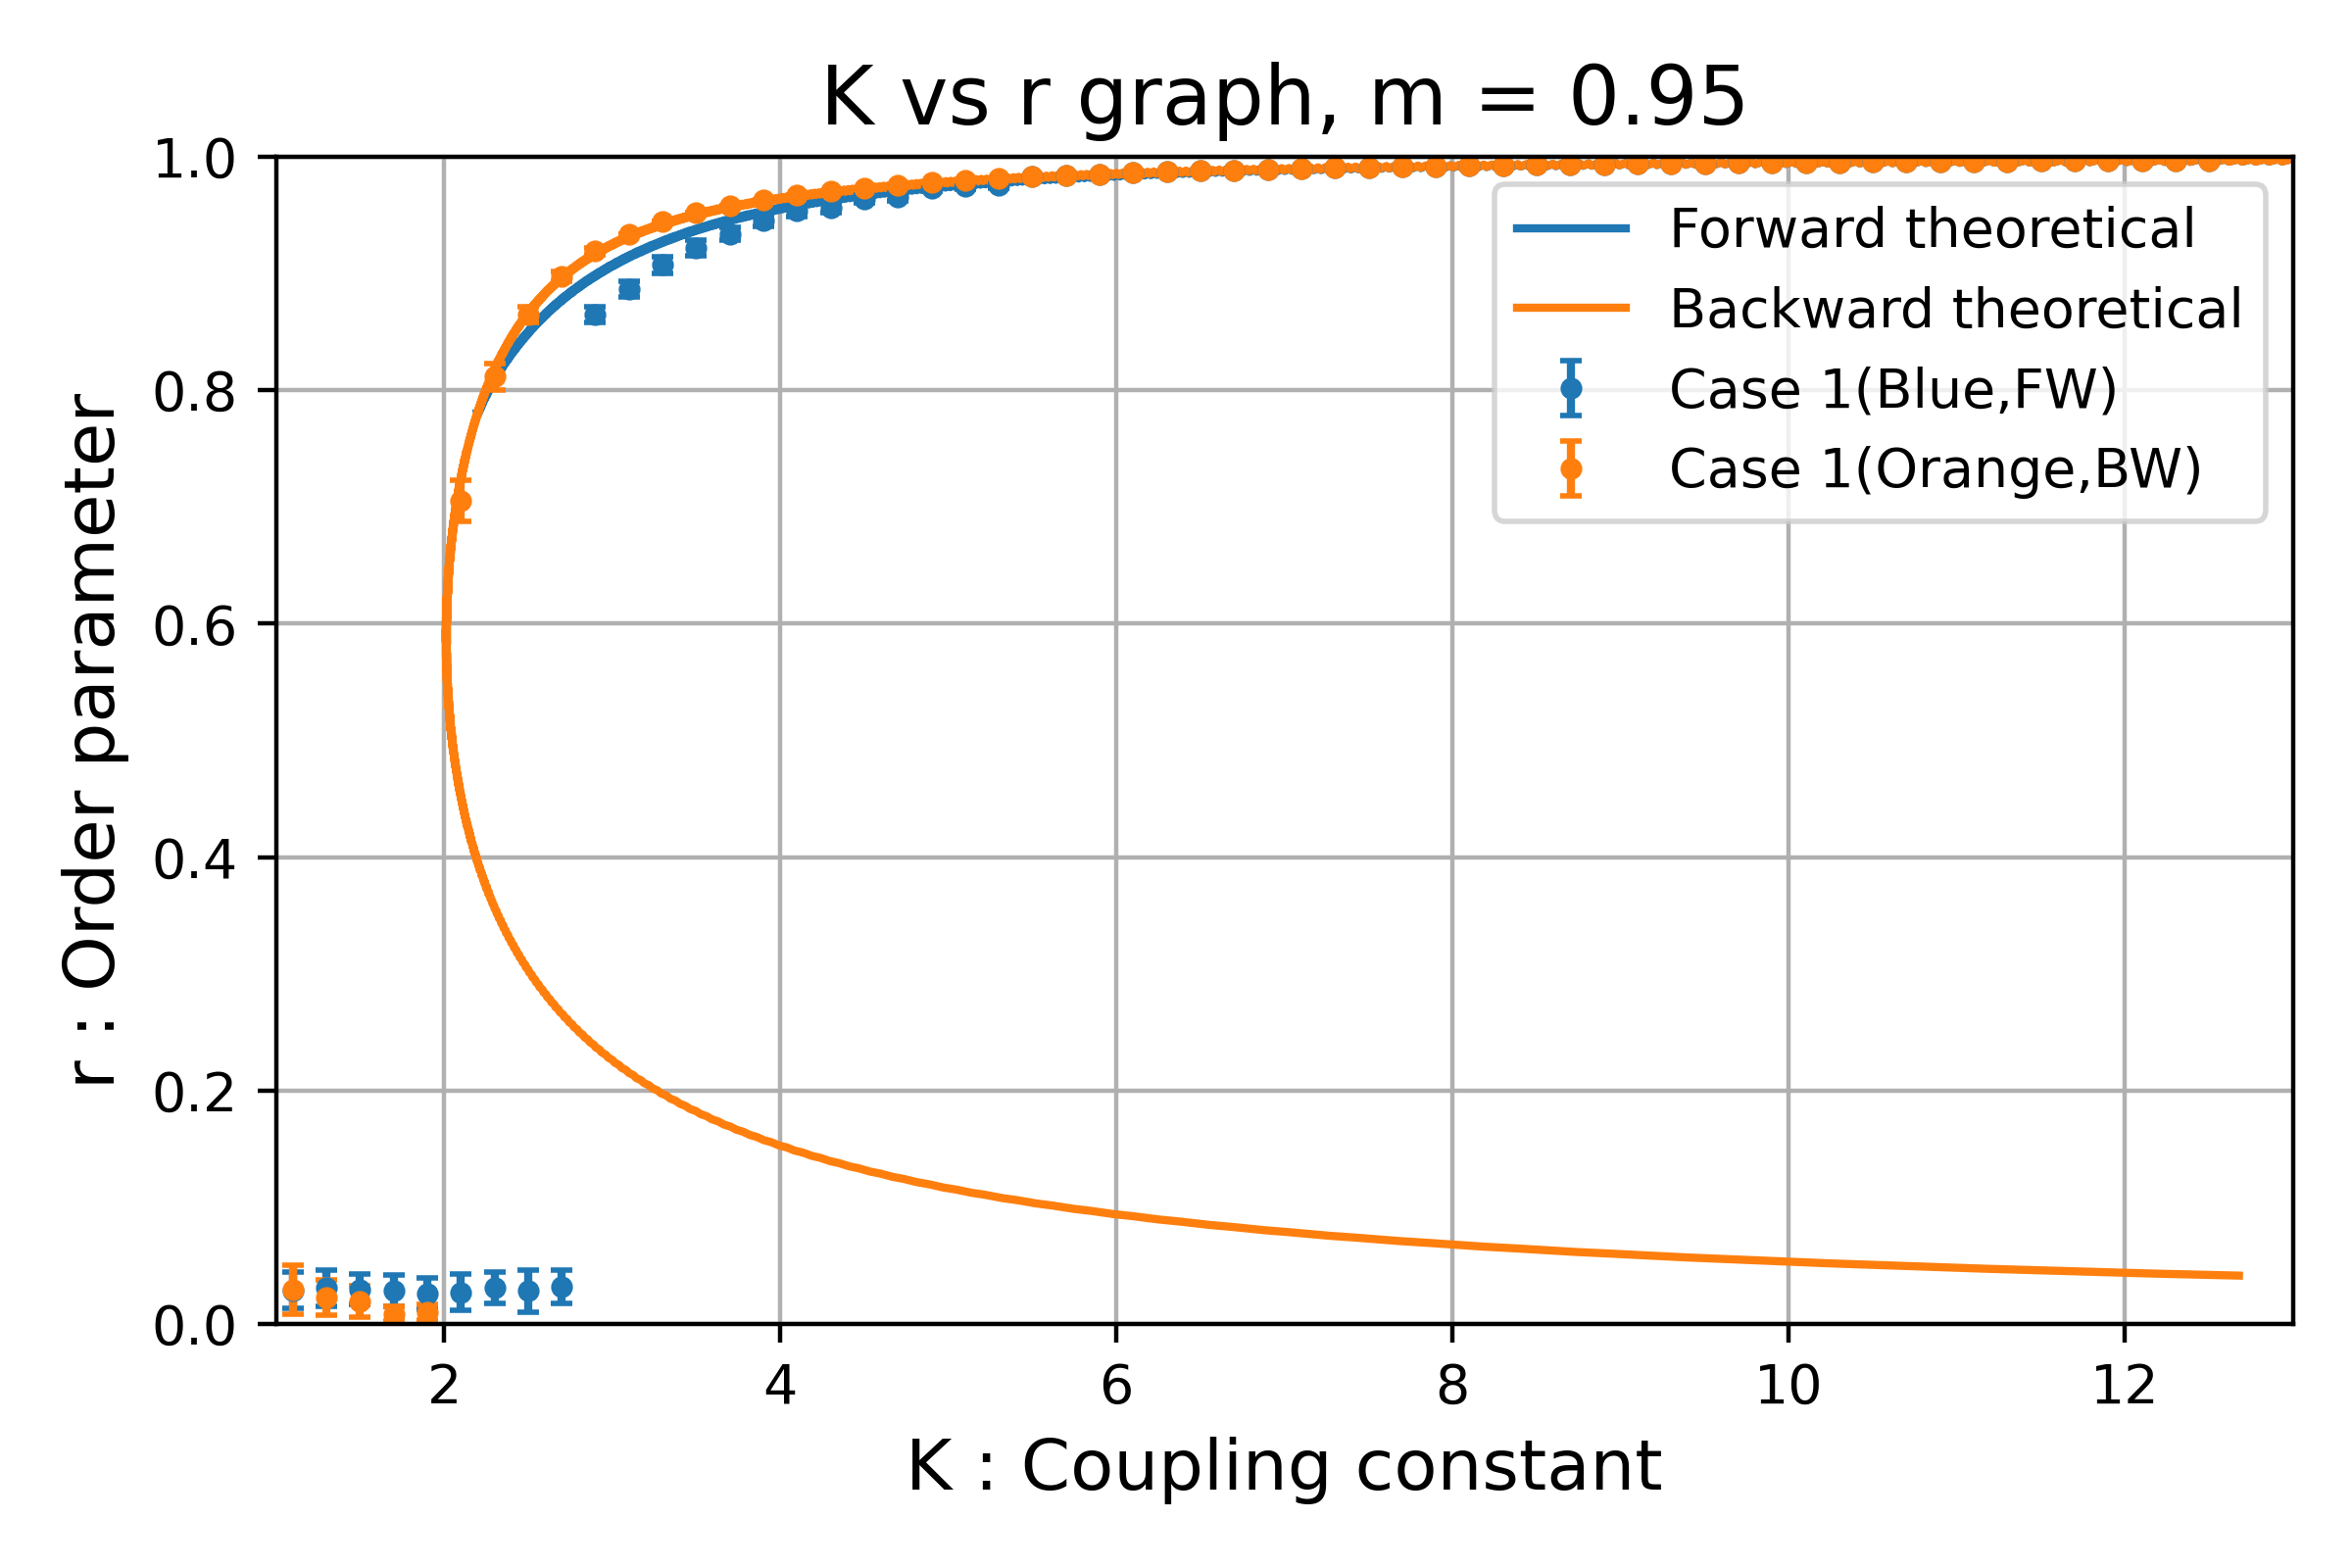 K vs r graph, m = 0.95
1.0
0.8
0.6
0.4
0.2
0.0
r : Order parameter
Forward theoretical
Backward theoretical
Case 1(Blue,FW)
Case 1(Orange,BW)
2 4 6 8 10 12
K : Coupling constant